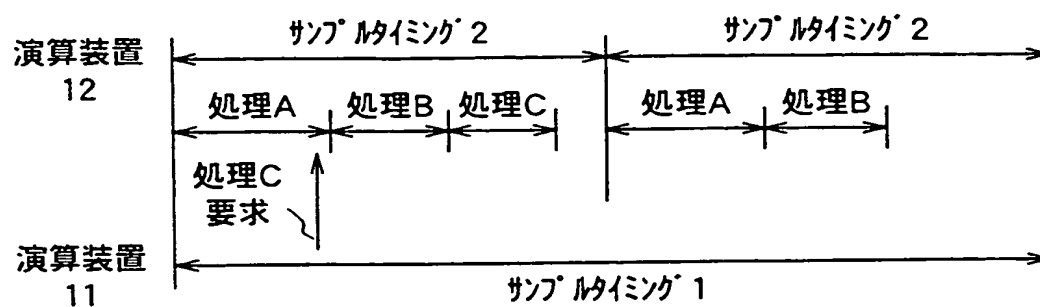 サンプルタイミング2
サンプルタイミング2
演算装置
12
処理A
処理B
処理C
処理A
処理B
処理C
要求
演算装置
11
サンプルタイミング1